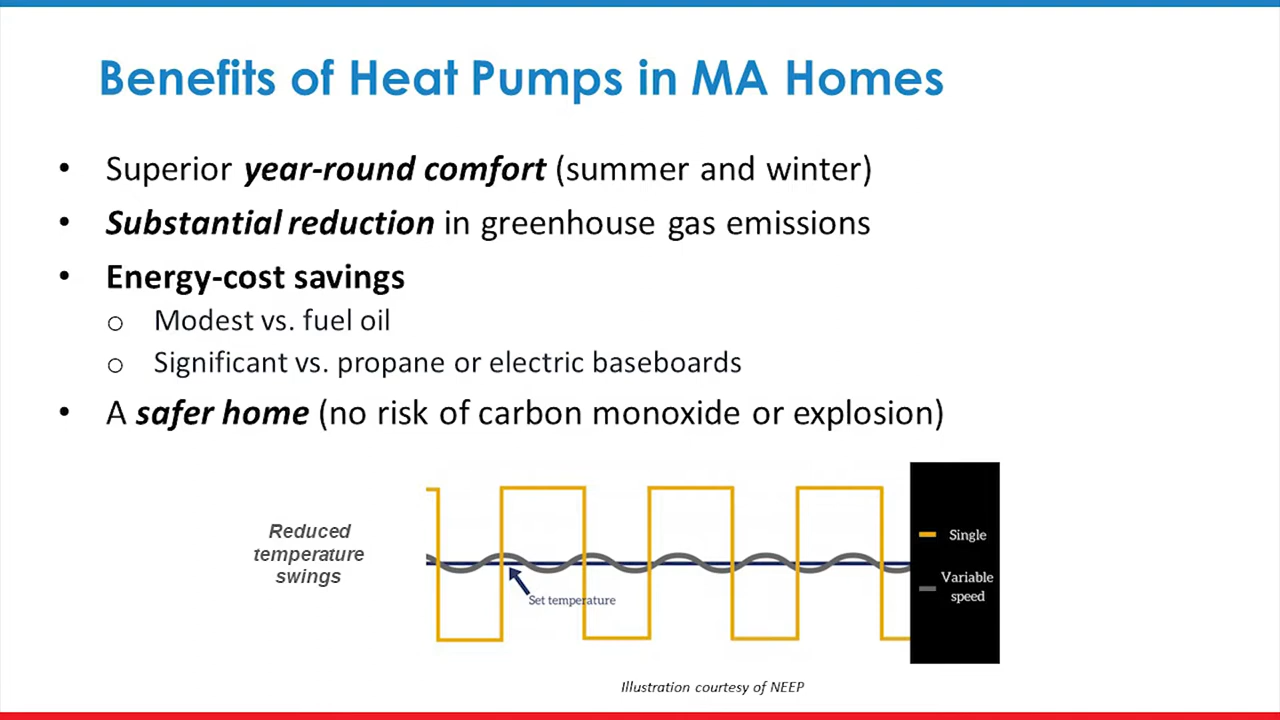 Benefits of Heat Pumps in MA Homes
• Superior year-round comfort (summer and winter)
• Substantial reduction in greenhouse gas emissions
• Energy-cost savings
o Modest vs. fuel oil
o Significant vs. propane or electric baseboards
• A safer home (no risk of carbon monoxide or explosion)
Reduced
temperature
swings
Set temperature
Single
Variable
speed
Illustration courtesy of NEEP